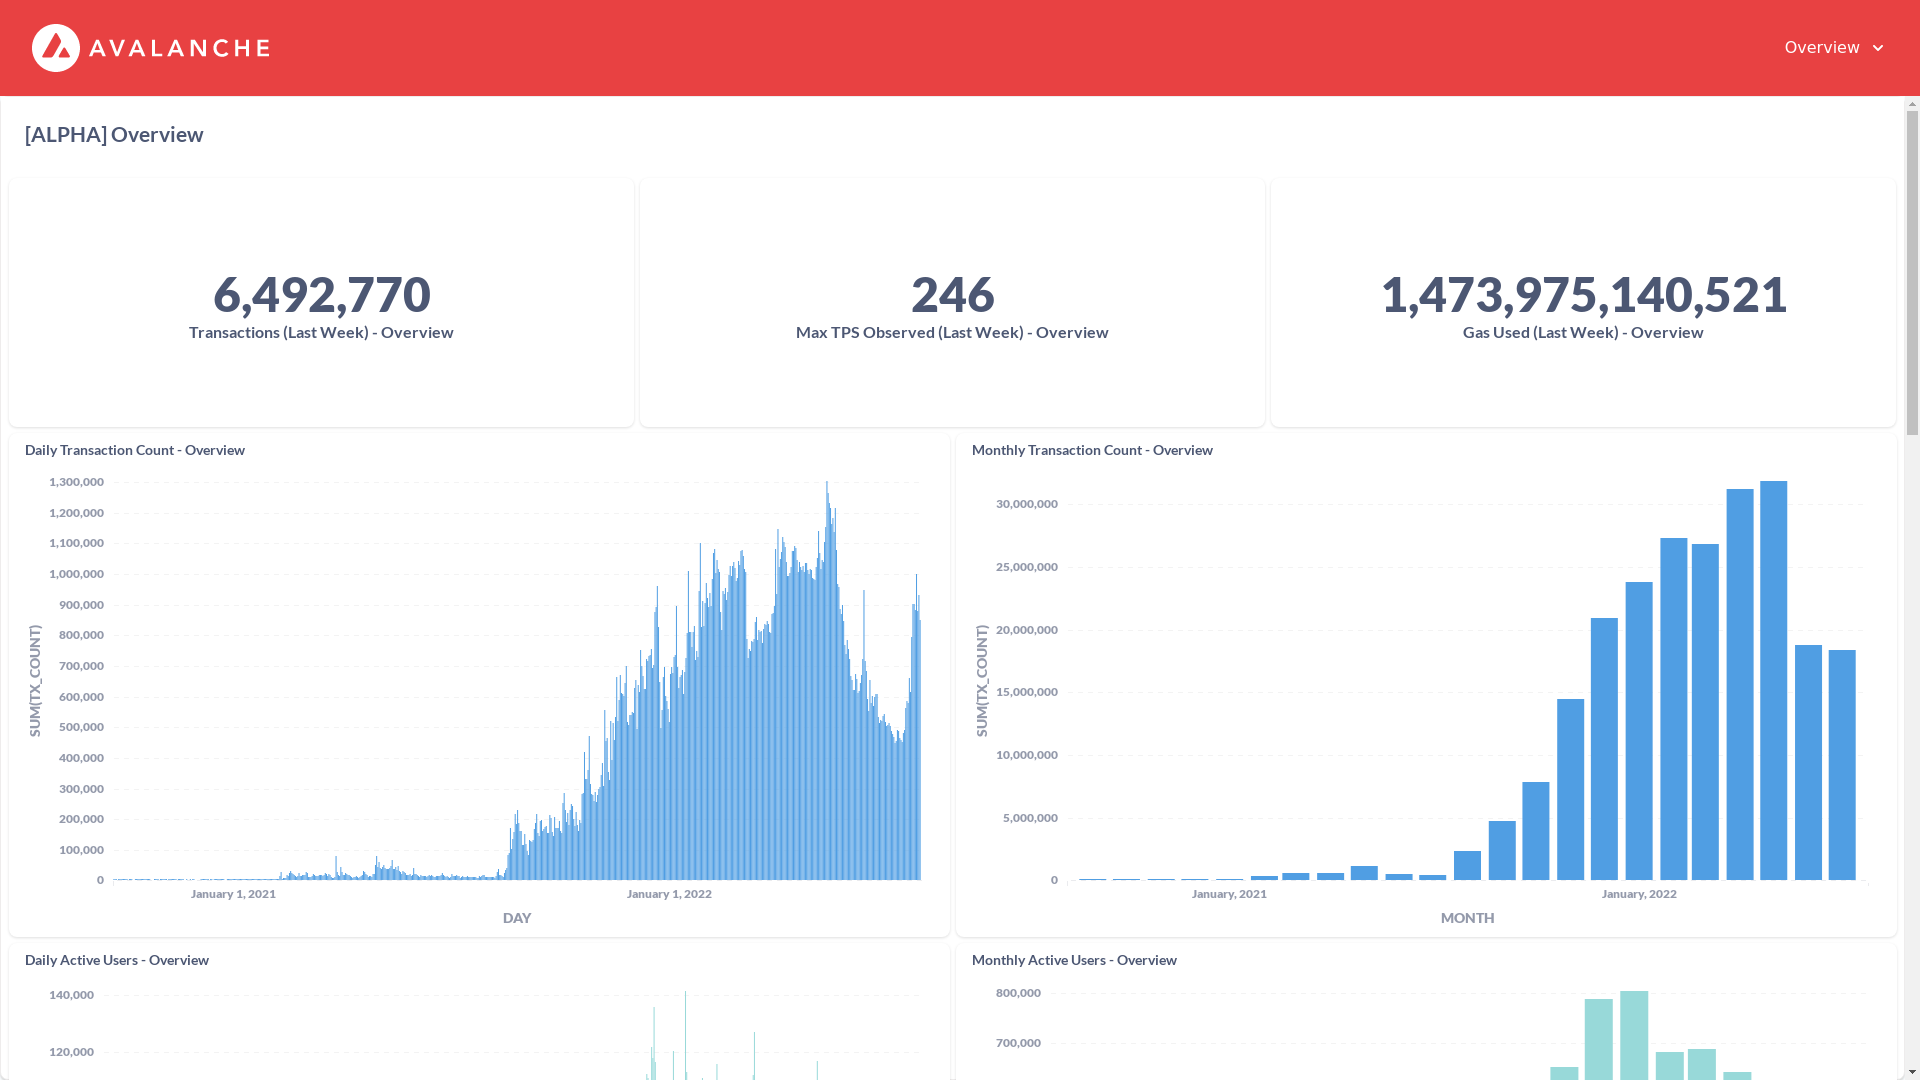 AVALANCHE
Overview
[ALPHA] Overview
6,492,770
Transactions (Last Week) - Overview
246
Max TPS Observed (Last Week) - Overview
1,473,975,140,521
Gas Used (Last Week) - Overview
Daily Transaction Count - Overview
1,300,000
1,200,000
1,100,000
1,000,000
900,000
800,000
700,000
600,000
500,000
400,000
300,000
200,000
100,000
0
SUM(TX_COUNT)
January 1, 2021
January 1, 2022
DAY
Monthly Transaction Count - Overview
30,000,000
25,000,000
20,000,000
15,000,000
10,000,000
5,000,000
0
SUM(TX_COUNT)
January, 2021
January, 2022
MONTH
Daily Active Users - Overview
140,000
120,000
Monthly Active Users - Overview
800,000
700,000